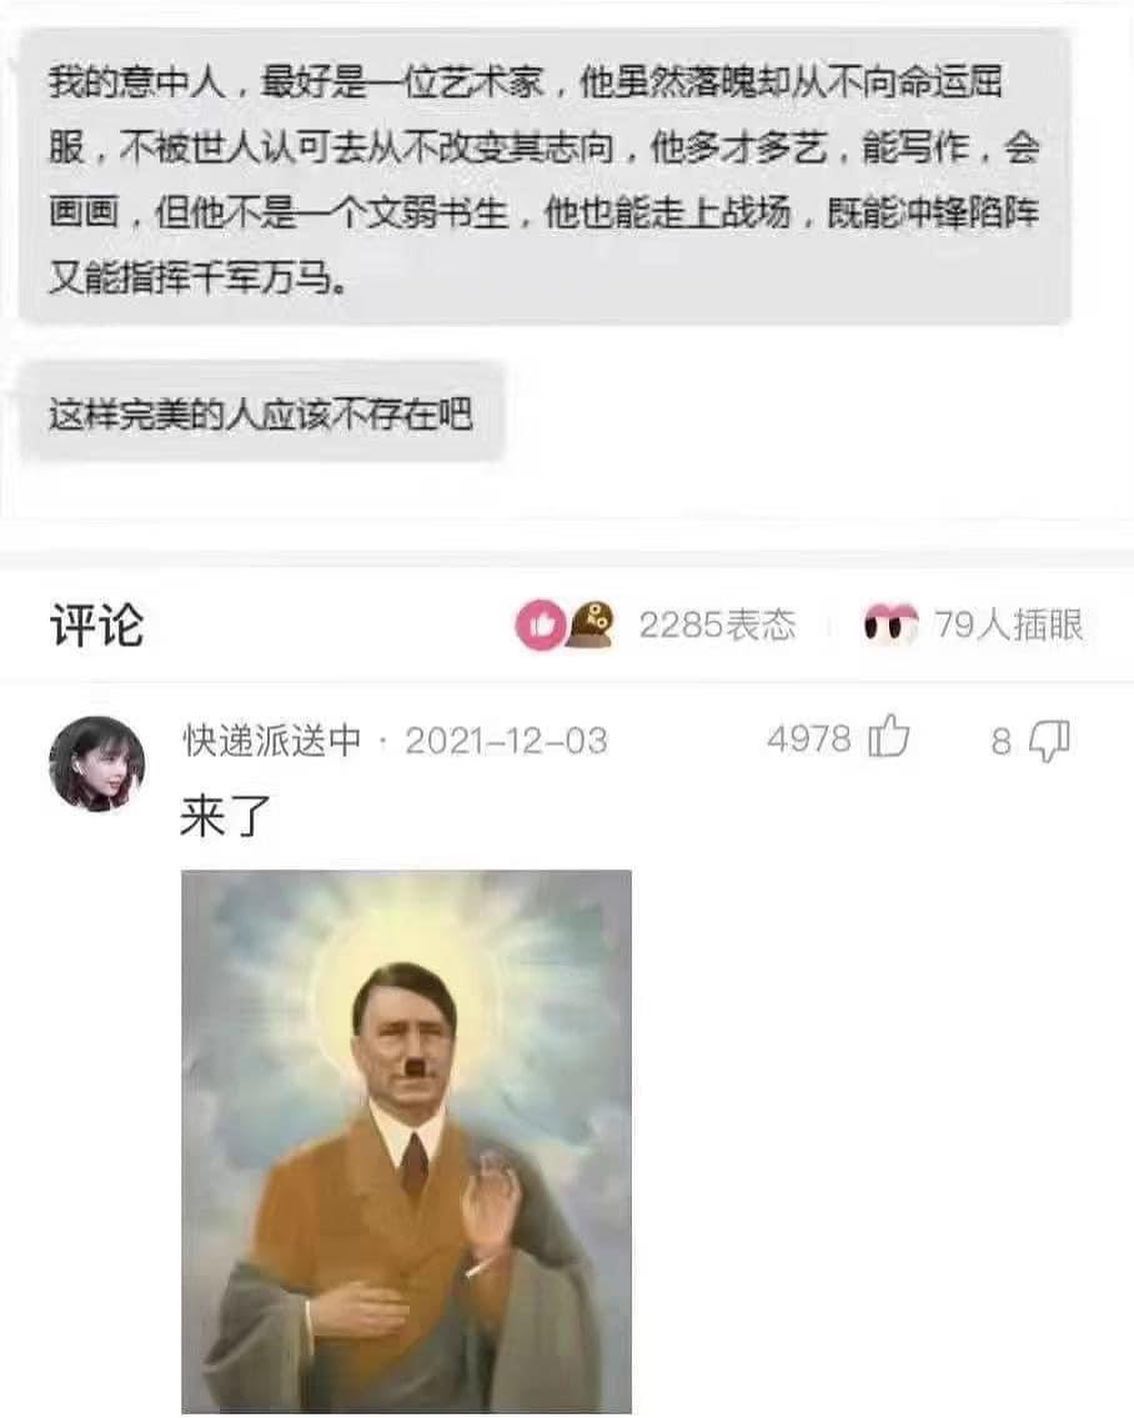 我的意中人，最好是一位艺术家，他虽然落魄却从不向命运屈
服，不被世人认可去从不改变其志向，他多才多艺，能写作，会
画画，但他不是一个文弱书生，他也能走上战场，既能冲锋陷阵
又能指挥千军万马。
这样完美的人应该不存在吧
评论 2285表态 79人插眼
快递派送中 · 2021-12-03 4978 8
来了